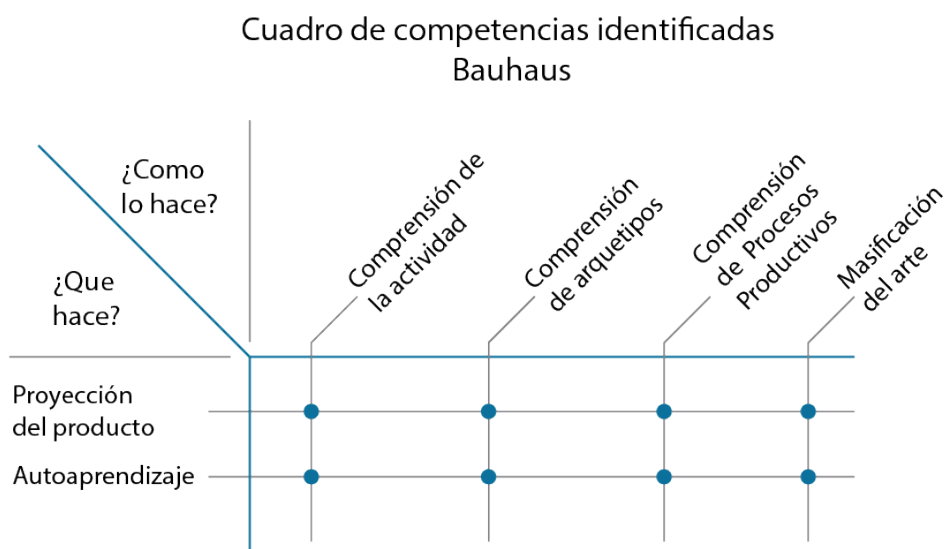 Cuadro de competencias identificadas
Bauhaus
¿Como
lo hace?
¿Que
hace?
Comprensión de
la actividad
Comprensión
de arquetipos
Comprensión
de Procesos
Productivos
Masificación
del arte
Proyección
del producto
Autoaprendizaje